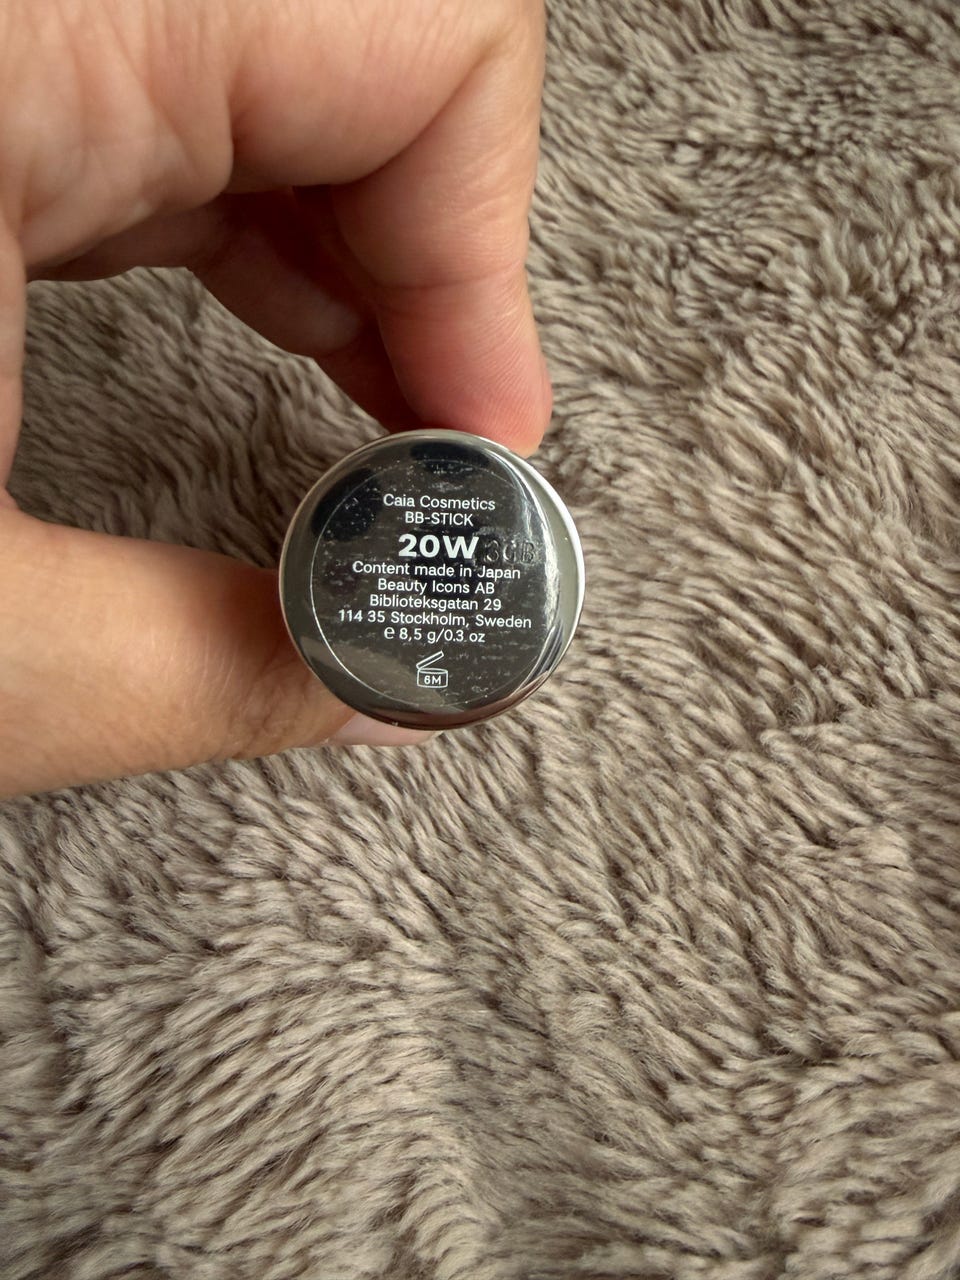 Caia Cosmetics
BB-STICK
20W
Content made in Japan
Beauty Icons AB
Biblioteksgatan 29
114 35 Stockholm, Sweden
℮ 8,5 g/0.3 oz
6M